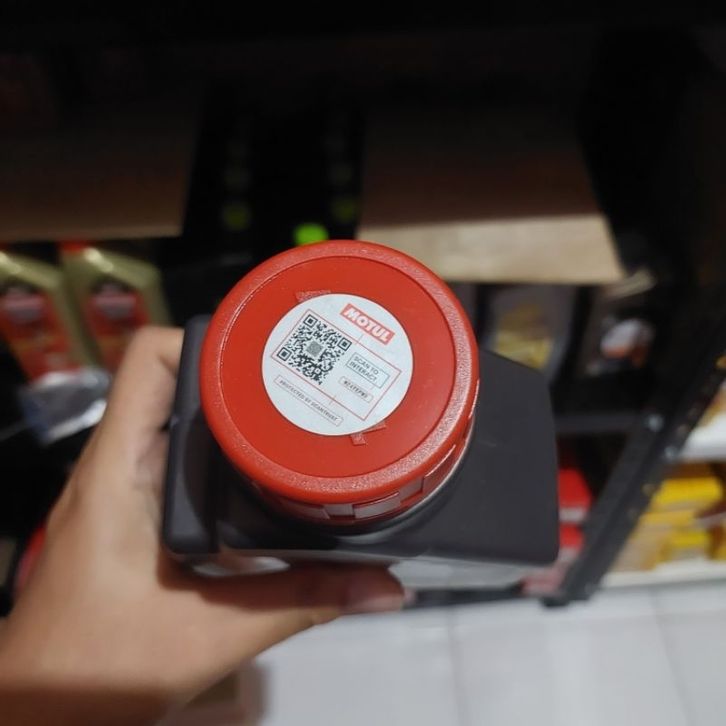 MOTUL
SCAN TO
INTERACT
PROTECTED BY SCANTRUST